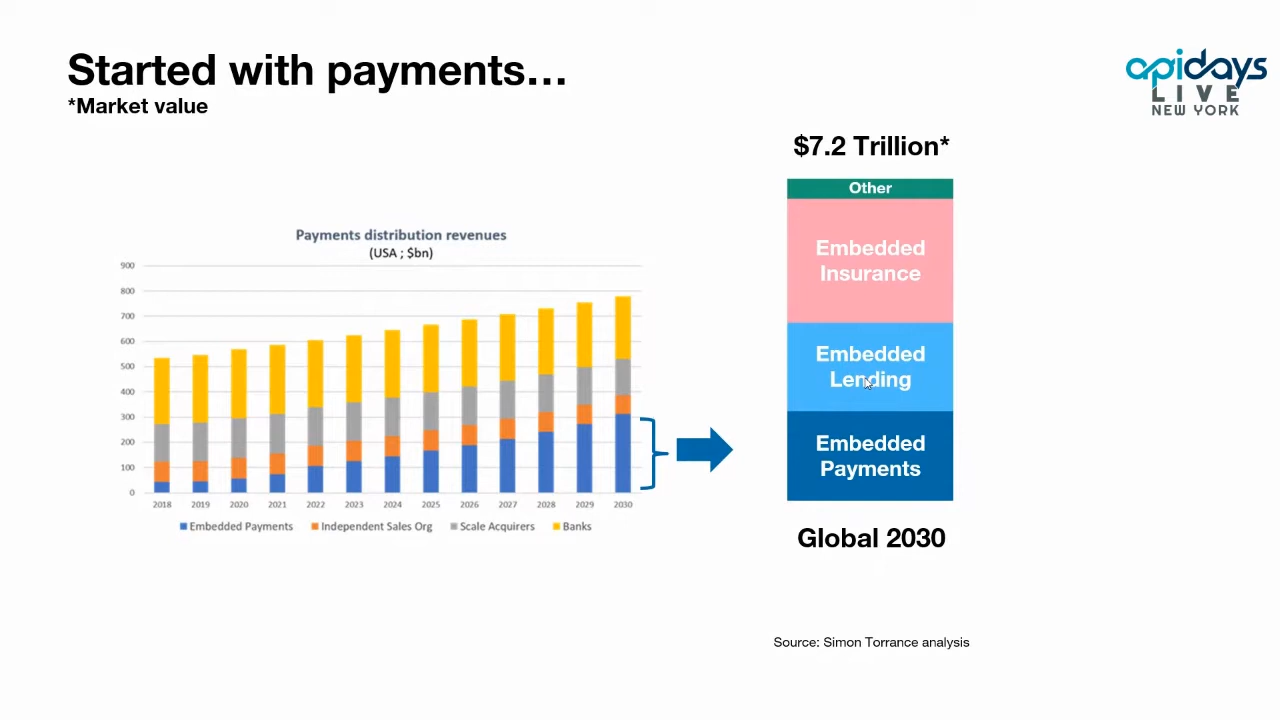 Started with payments...
*Market value
apidays
LIVE
NEW YORK
$7.2 Trillion*
Other
Embedded
Insurance
Embedded
Lending
Embedded
Payments
Global 2030
Payments distribution revenues
(USA ; $bn)
900
800
700
600
500
400
300
200
100
0
2018 2019 2020 2021 2022 2023 2024 2025 2026 2027 2028 2029 2030
Embedded Payments Independent Sales Org Scale Acquirers Banks
Source: Simon Torrance analysis